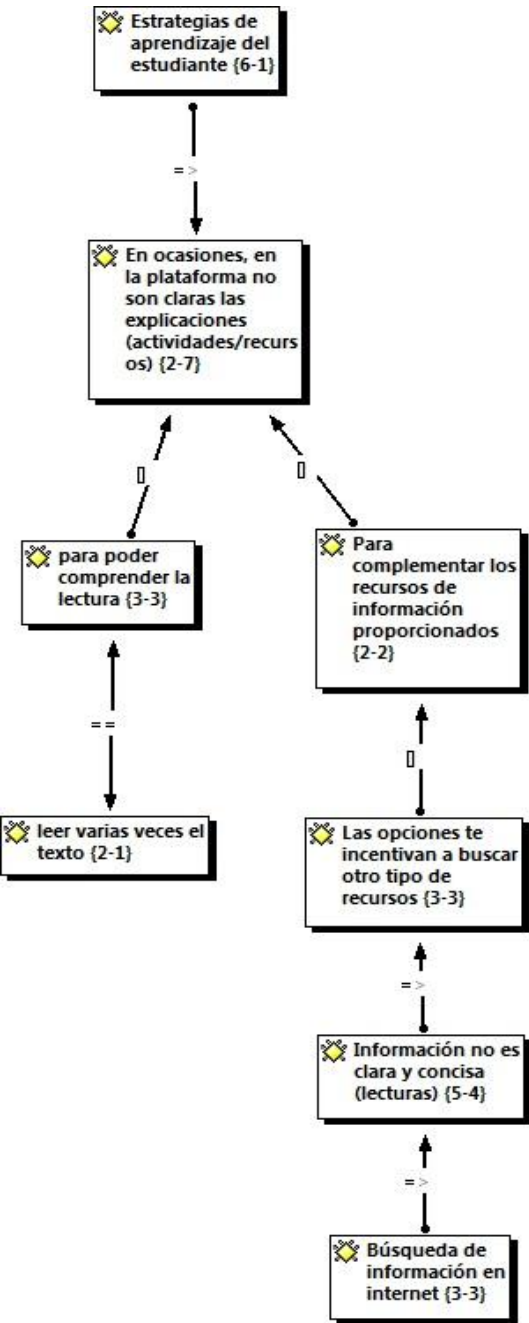 Estrategias de
aprendizaje del
estudiante {6-1}
=>
En ocasiones, en
la plataforma no
son claras las
explicaciones
(actividades/recurs
os) {2-7}
[]
[]
para poder
comprender la
lectura {3-3}
Para
complementar los
recursos de
información
proporcionados
{2-2}
==
[]
leer varias veces el
texto {2-1}
Las opciones te
incentivan a buscar
otro tipo de
recursos {3-3}
=>
Información no es
clara y concisa
(lecturas) {5-4}
=>
Búsqueda de
información en
internet {3-3}